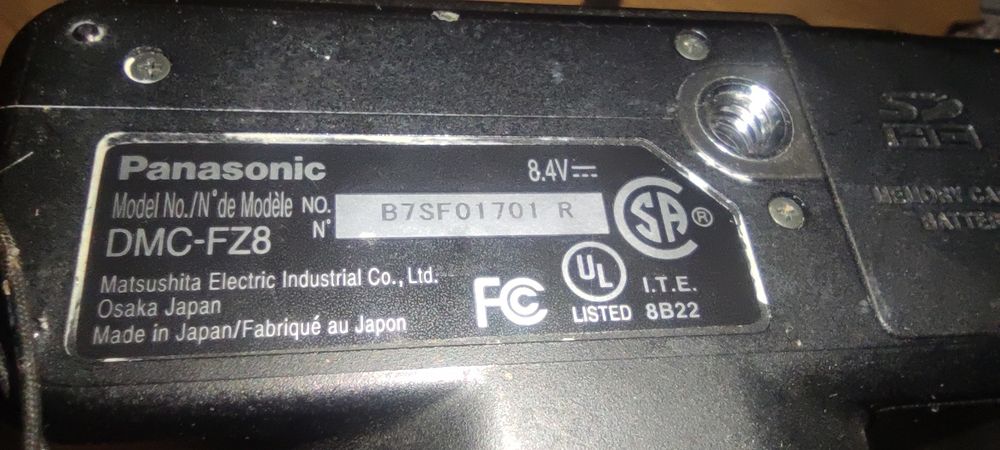 Panasonic
8.4V⎓
Model No./N° de Modèle NO. N° B7SF01701 R
DMC-FZ8
Matsushita Electric Industrial Co., Ltd.
Osaka Japan
Made in Japan/Fabriqué au Japon
FC
SA ®
UL
LISTED
I.T.E.
8B22
SD
MEMORY